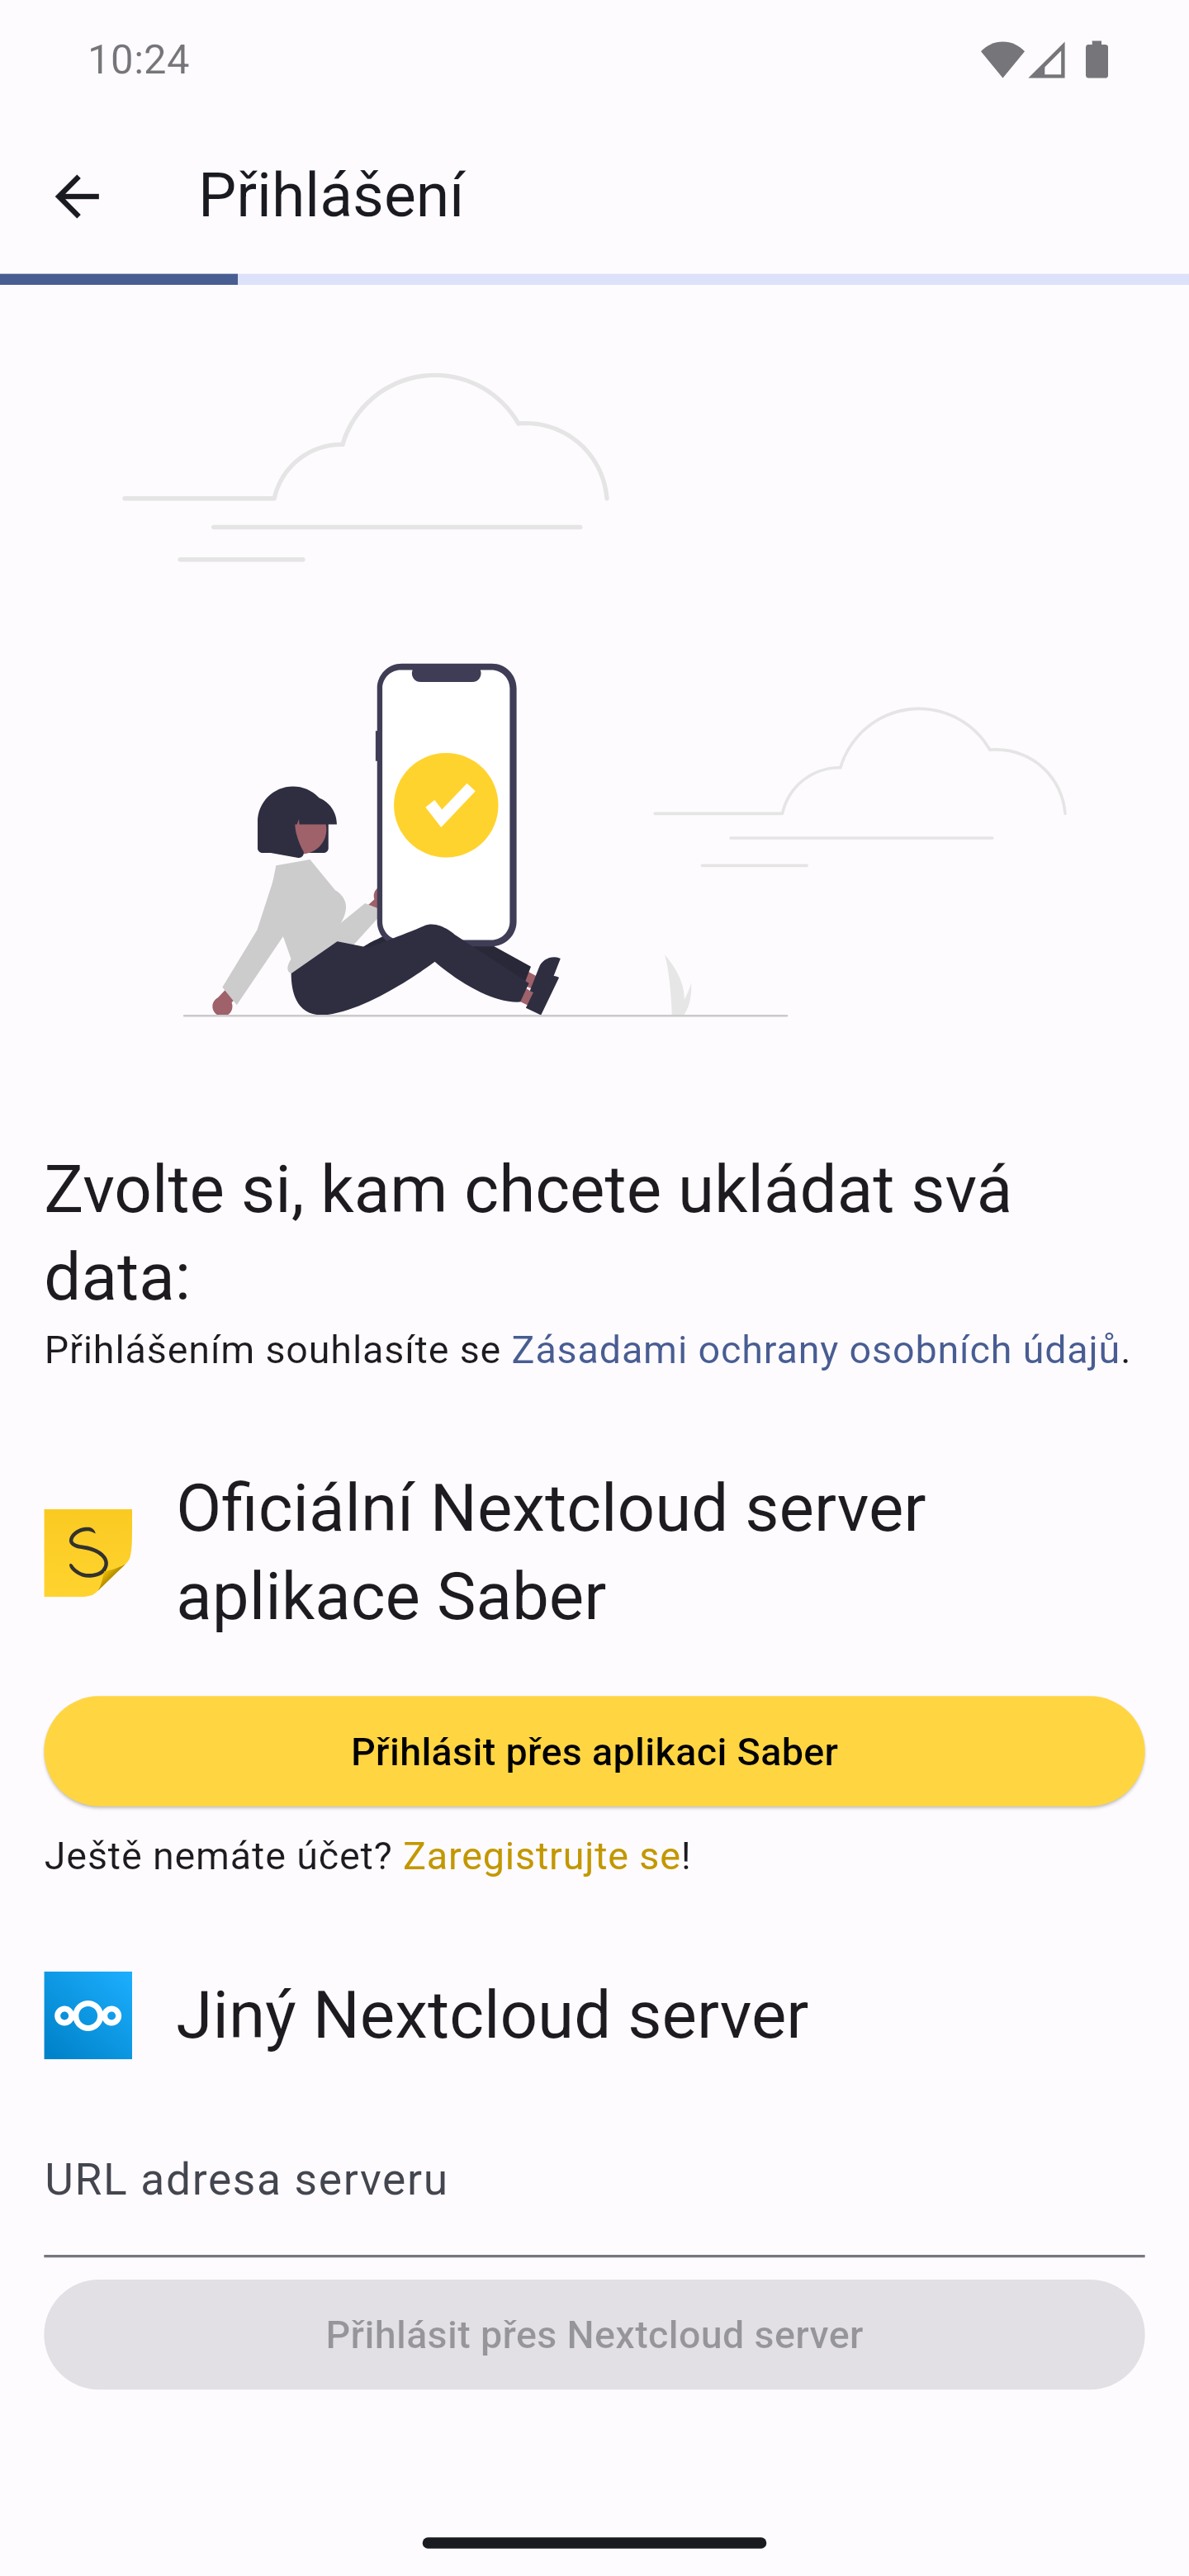 10:24
Přihlášení
Zvolte si, kam chcete ukládat svá
data:
Přihlášením souhlasíte se Zásadami ochrany osobních údajů.
S
Oficiální Nextcloud server
aplikace Saber
Přihlásit přes aplikaci Saber
Ještě nemáte účet? Zaregistrujte se!
Jiný Nextcloud server
URL adresa serveru
Přihlásit přes Nextcloud server